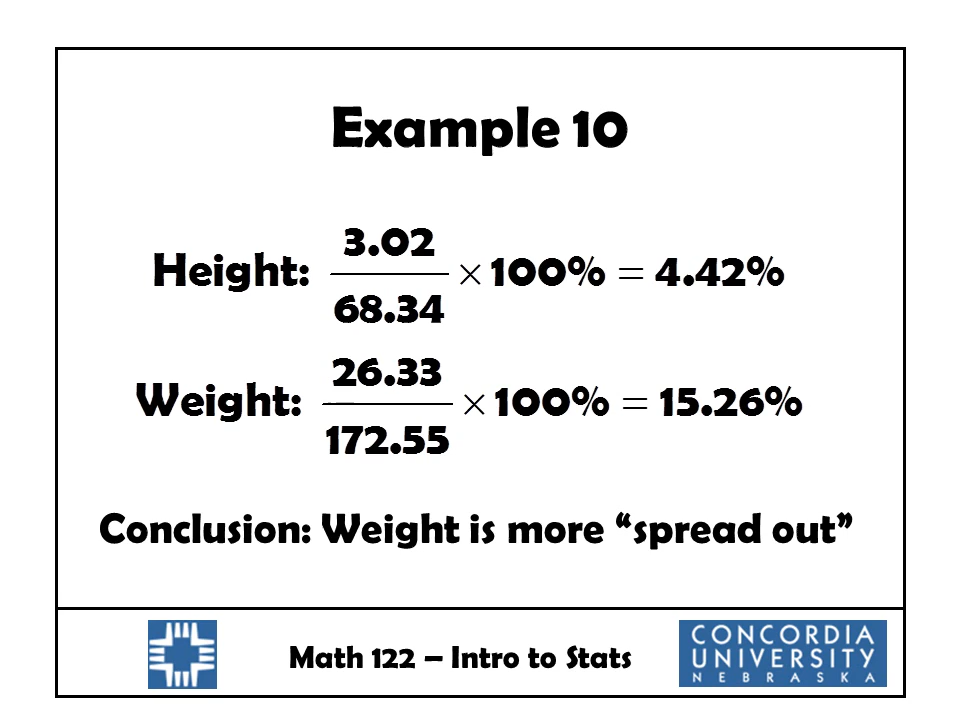 Example 10
Height: 3.02 / 68.34 × 100% = 4.42%
Weight: 26.33 / 172.55 × 100% = 15.26%
Conclusion: Weight is more “spread out”
Math 122 – Intro to Stats
CONCORDIA
UNIVERSITY
NEBRASKA